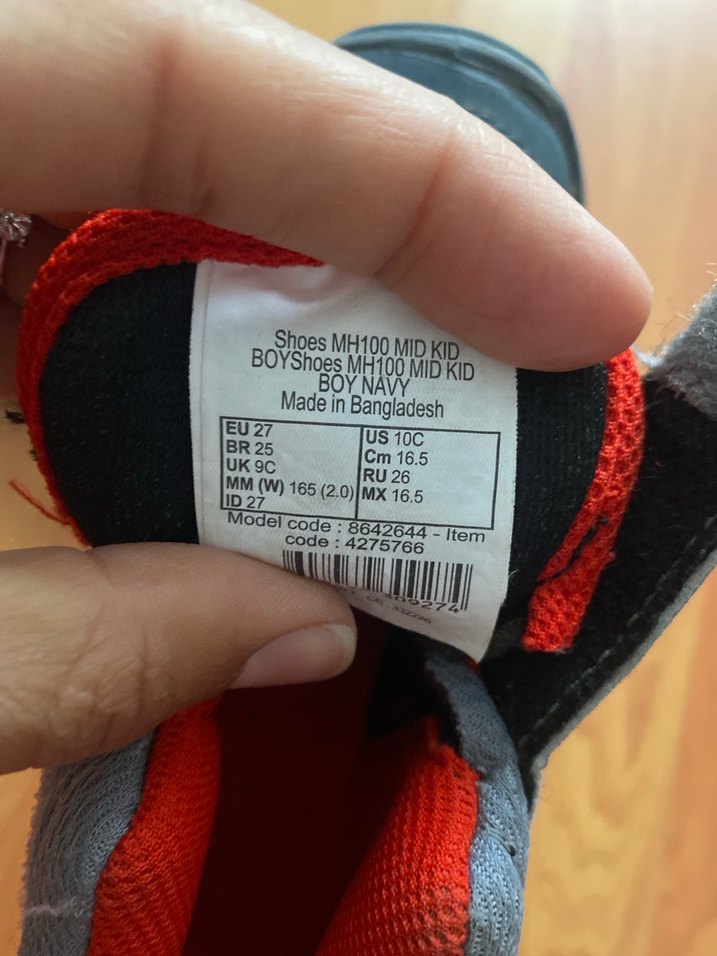 Shoes MH100 MID KID
BOYShoes MH100 MID KID
BOY NAVY
Made in Bangladesh
EU 27
BR 25
UK 9C
MM (W) 165 (2.0)
ID 27
US 10C
Cm 16.5
RU 26
MX 16.5
Model code : 8642644 - Item
code : 4275766